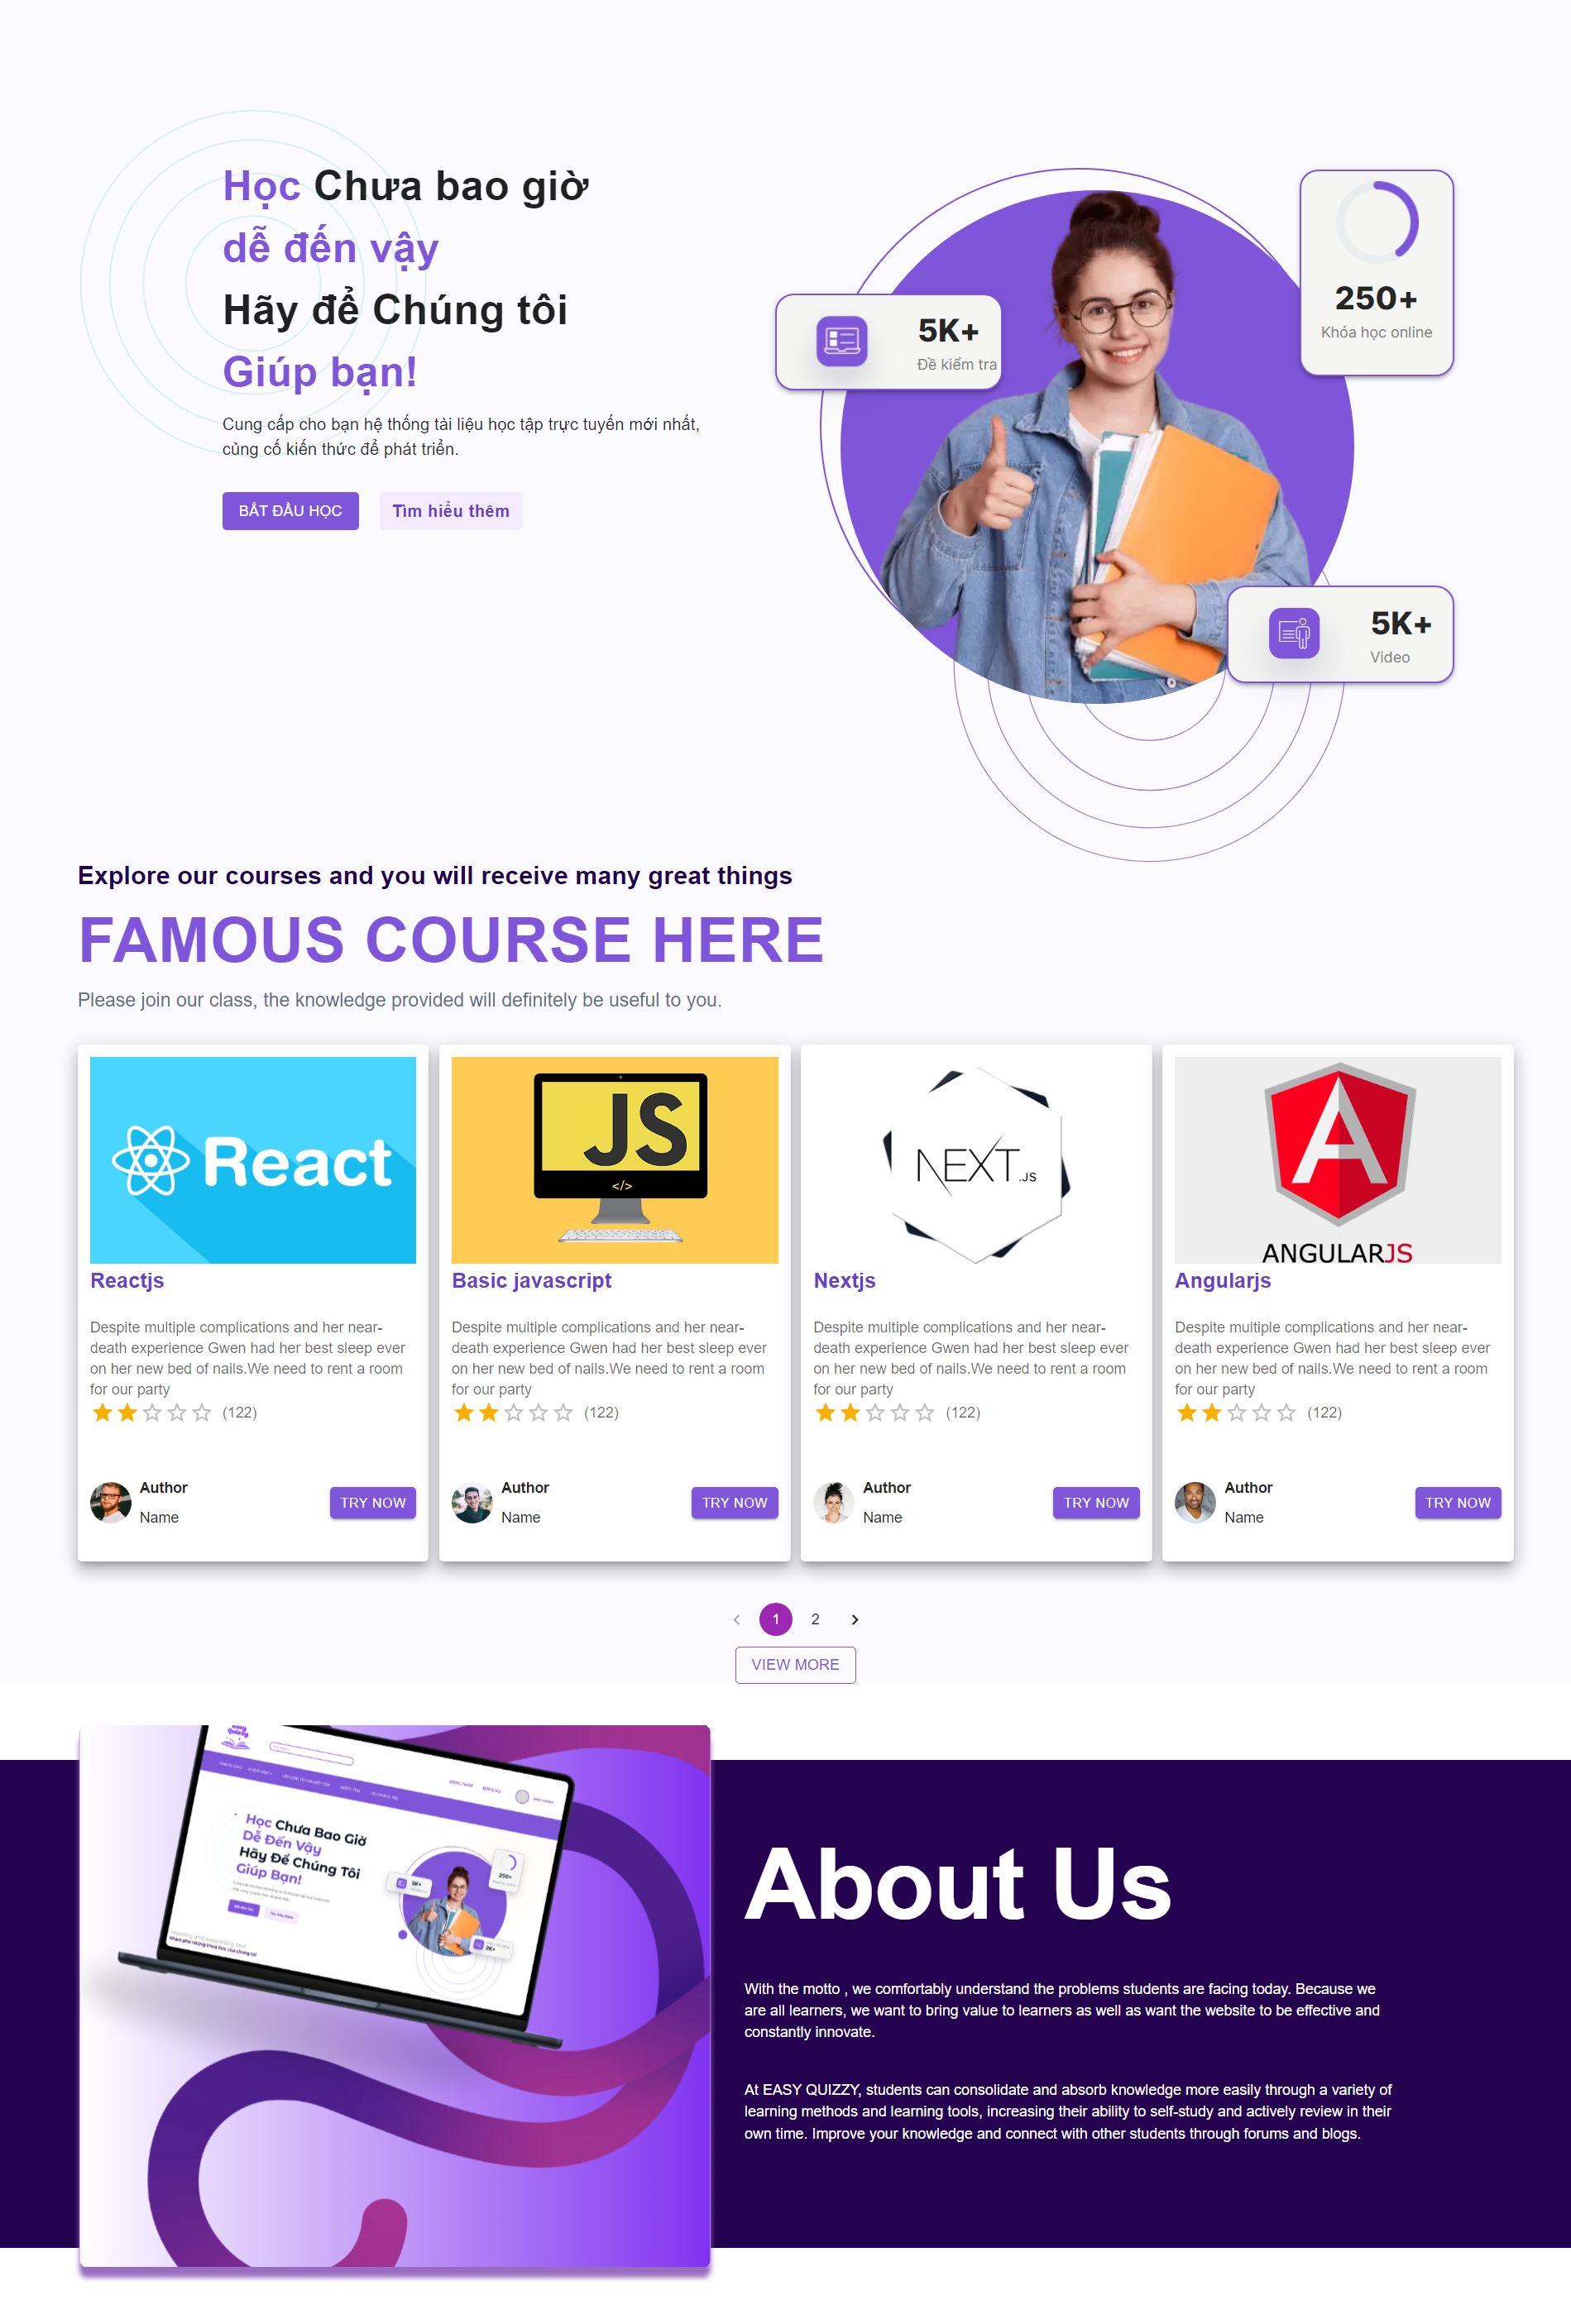 Học Chưa bao giờ
dễ đến vậy
Hãy để Chúng tôi
Giúp bạn!
Cung cấp cho bạn hệ thống tài liệu học tập trực tuyến mới nhất,
củng cố kiến thức để phát triển.
BẮT ĐẦU HỌC
Tìm hiểu thêm
5K+
Đề kiểm tra
250+
Khóa học online
5K+
Video
Explore our courses and you will receive many great things
FAMOUS COURSE HERE
Please join our class, the knowledge provided will definitely be useful to you.
React
Reactjs
Despite multiple complications and her near-
death experience Gwen had her best sleep ever
on her new bed of nails.We need to rent a room
for our party
(122)
Author
Name
TRY NOW
JS
</>
Basic javascript
Despite multiple complications and her near-
death experience Gwen had her best sleep ever
on her new bed of nails.We need to rent a room
for our party
(122)
Author
Name
TRY NOW
NEXT.JS
Nextjs
Despite multiple complications and her near-
death experience Gwen had her best sleep ever
on her new bed of nails.We need to rent a room
for our party
(122)
Author
Name
TRY NOW
ANGULARJS
Angularjs
Despite multiple complications and her near-
death experience Gwen had her best sleep ever
on her new bed of nails.We need to rent a room
for our party
(122)
Author
Name
TRY NOW
1
2
VIEW MORE
Học Chưa Bao Giờ
Dễ Đến Vậy
Hãy Để Chúng Tôi
Giúp Bạn!
About Us
With the motto , we comfortably understand the problems students are facing today. Because we
are all learners, we want to bring value to learners as well as want the website to be effective and
constantly innovate.
At EASY QUIZZY, students can consolidate and absorb knowledge more easily through a variety of
learning methods and learning tools, increasing their ability to self-study and actively review in their
own time. Improve your knowledge and connect with other students through forums and blogs.